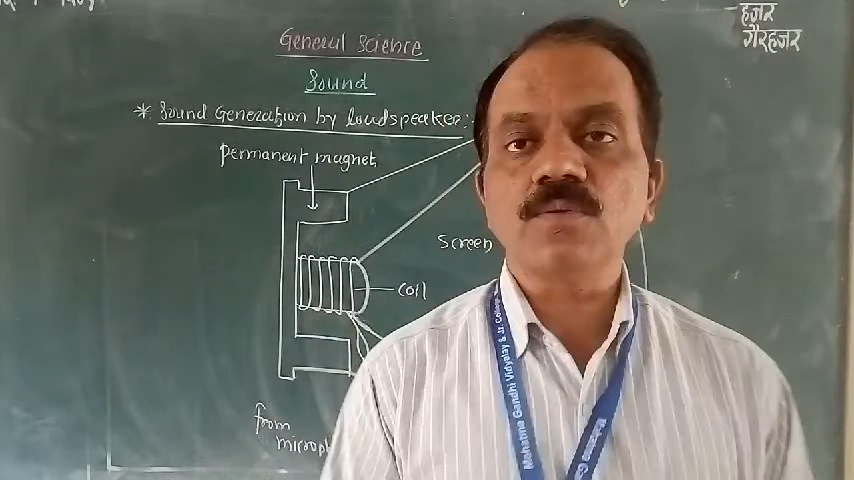 हजर
गैरहजर
General Science
Sound
* Sound Generation by loudspeaker:
permanent magnet
screen
coil
from
microph
Mahatma Gandhi Vidyalay & Jr. College